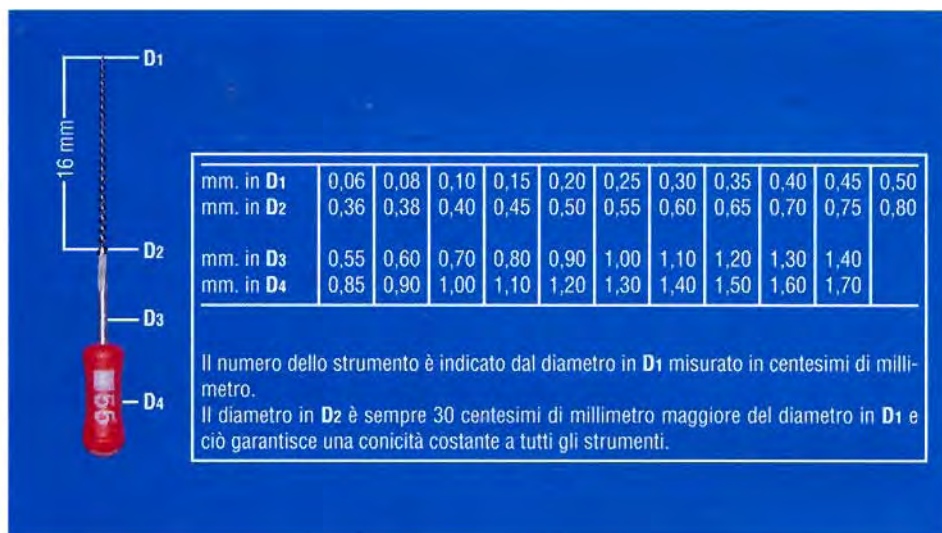 D1
16 mm
D2
D3
D4
55
mm. in D1 0,06 0,08 0,10 0,15 0,20 0,25 0,30 0,35 0,40 0,45 0,50
mm. in D2 0,36 0,38 0,40 0,45 0,50 0,55 0,60 0,65 0,70 0,75 0,80
mm. in D3 0,55 0,60 0,70 0,80 0,90 1,00 1,10 1,20 1,30 1,40
mm. in D4 0,85 0,90 1,00 1,10 1,20 1,30 1,40 1,50 1,60 1,70
Il numero dello strumento è indicato dal diametro in D1 misurato in centesimi di milli-
metro.
Il diametro in D2 è sempre 30 centesimi di millimetro maggiore del diametro in D1 e
ciò garantisce una conicità costante a tutti gli strumenti.